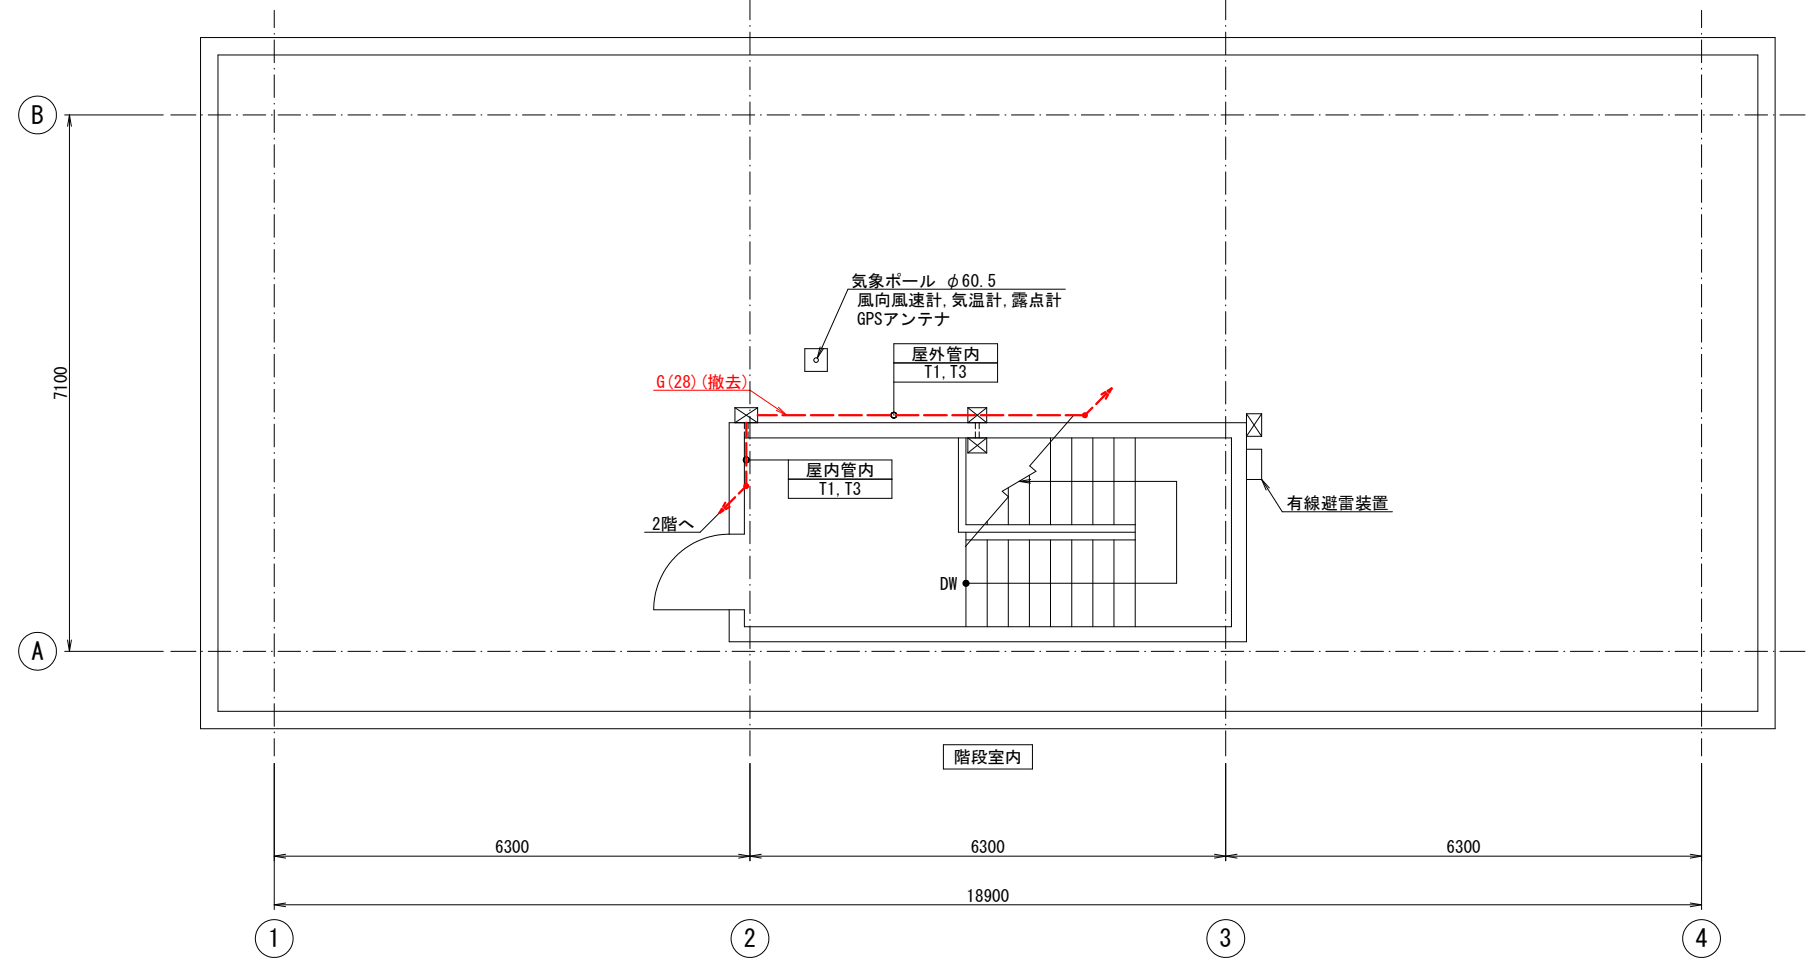 B
気象ポール φ60.5
風向風速計,気温計,露点計
GPSアンテナ
屋外管内
T1,T3
G(28)(撤去)
7100
屋内管内
T1,T3
2階へ
有線避雷装置
DW
A
階段室内
6300
6300
6300
18900
1
2
3
4